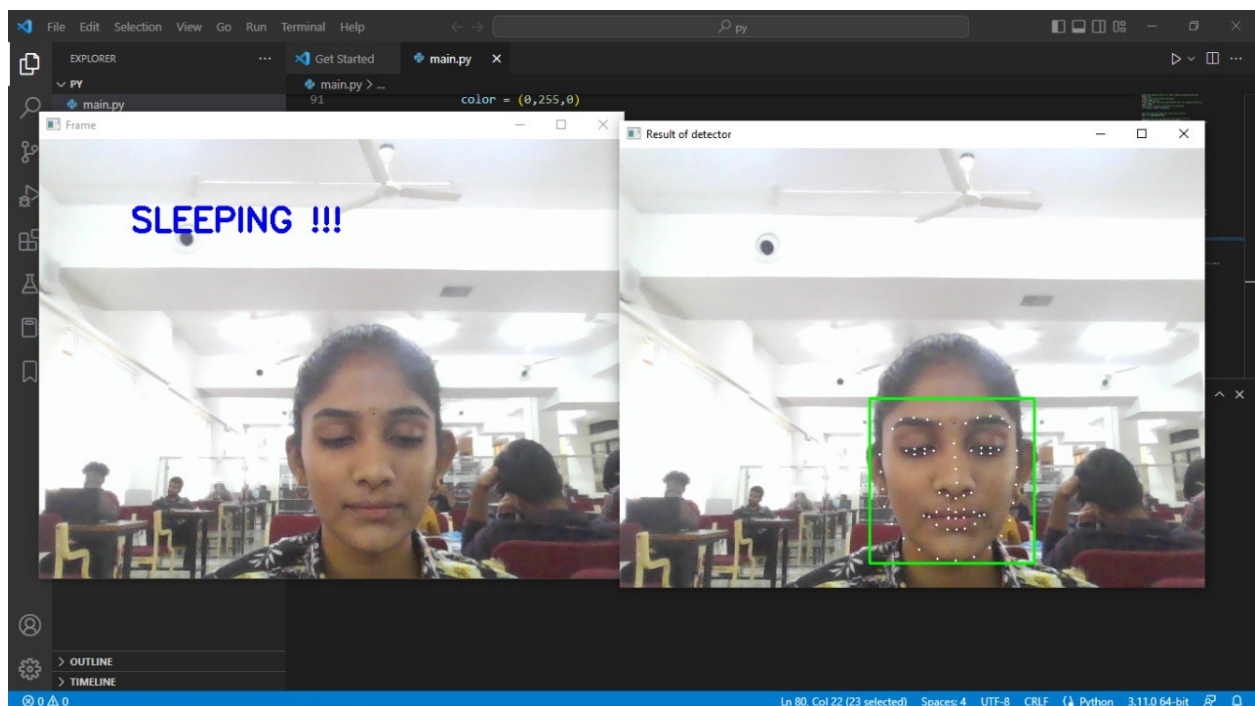 File Edit Selection View Go Run Terminal Help
py
EXPLORER
Get Started
main.py
PY
main.py > ...
main.py
91 color = (0,255,0)
Frame
Result of detector
SLEEPING !!!
OUTLINE
TIMELINE
0 0
Ln 80, Col 22 (23 selected) Spaces: 4 UTF-8 CRLF Python 3.11.0 64-bit